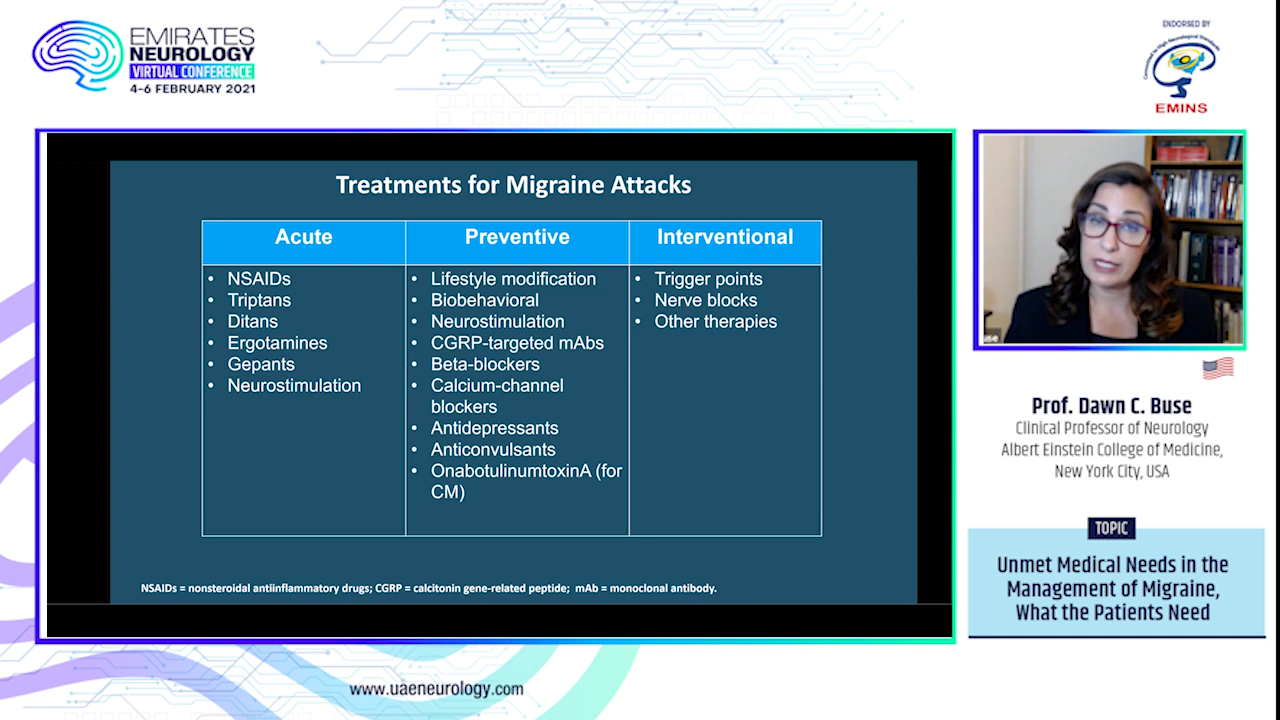 EMIRATES
NEUROLOGY
VIRTUAL CONFERENCE
4-6 FEBRUARY 2021
ENDORSED BY
EMINS
Treatments for Migraine Attacks
Acute
• NSAIDs
• Triptans
• Ditans
• Ergotamines
• Gepants
• Neurostimulation
Preventive
• Lifestyle modification
• Biobehavioral
• Neurostimulation
• CGRP-targeted mAbs
• Beta-blockers
• Calcium-channel
blockers
• Antidepressants
• Anticonvulsants
• OnabotulinumtoxinA (for
CM)
Interventional
• Trigger points
• Nerve blocks
• Other therapies
NSAIDs = nonsteroidal antiinflammatory drugs; CGRP = calcitonin gene-related peptide; mAb = monoclonal antibody.
Prof. Dawn C. Buse
Clinical Professor of Neurology
Albert Einstein College of Medicine,
New York City, USA
TOPIC
Unmet Medical Needs in the
Management of Migraine,
What the Patients Need
www.uaeneurology.com